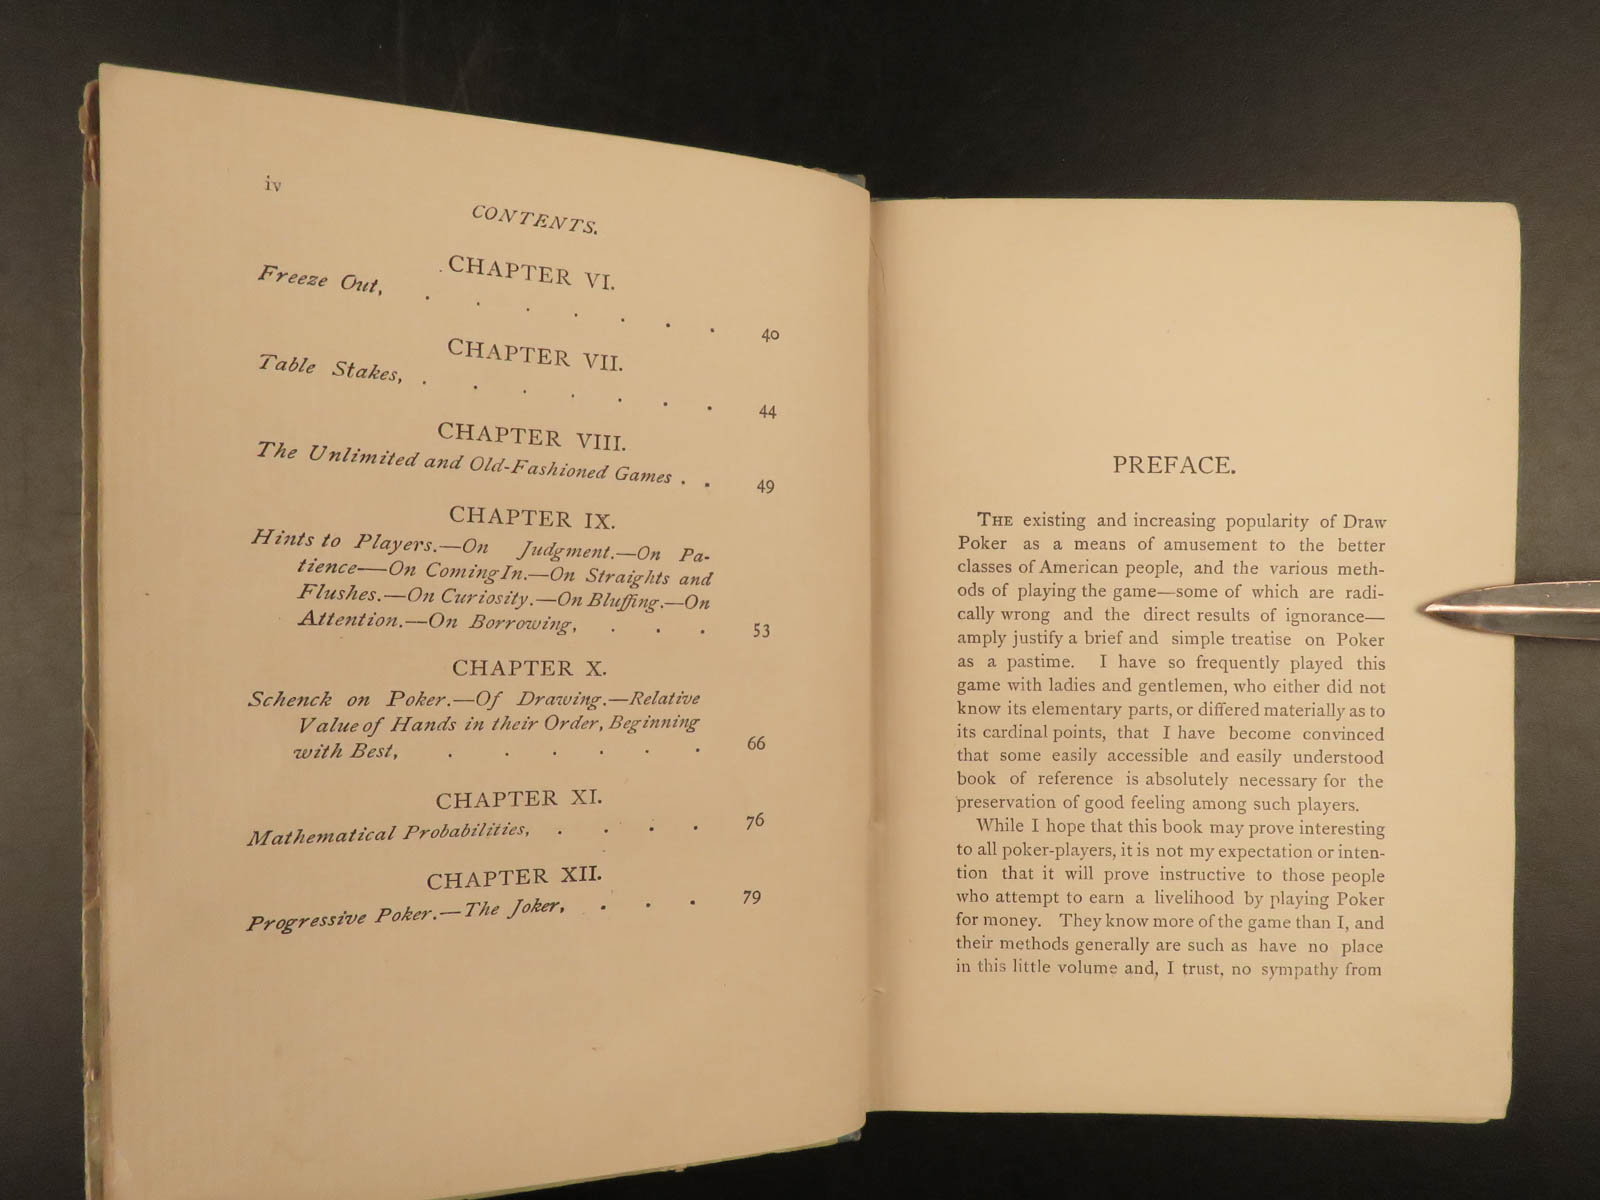 iv
CONTENTS.
CHAPTER VI.
Freeze Out, . . . . . . . 40
CHAPTER VII.
Table Stakes, . . . . . . . 44
CHAPTER VIII.
The Unlimited and Old-Fashioned Games . . 49
CHAPTER IX.
Hints to Players.—On Judgment.—On Pa-
tience—On Coming In.—On Straights and
Flushes.—On Curiosity.—On Bluffing.—On
Attention.—On Borrowing, . . . 53
CHAPTER X.
Schenck on Poker.—Of Drawing.—Relative
Value of Hands in their Order, Beginning
with Best, . . . . . . 66
CHAPTER XI.
Mathematical Probabilities, . . . . 76
CHAPTER XII.
Progressive Poker.—The Joker, . . . 79
PREFACE.
THE existing and increasing popularity of Draw
Poker as a means of amusement to the better
classes of American people, and the various meth-
ods of playing the game—some of which are radi-
cally wrong and the direct results of ignorance—
amply justify a brief and simple treatise on Poker
as a pastime. I have so frequently played this
game with ladies and gentlemen, who either did not
know its elementary parts, or differed materially as to
its cardinal points, that I have become convinced
that some easily accessible and easily understood
book of reference is absolutely necessary for the
preservation of good feeling among such players.
While I hope that this book may prove interesting
to all poker-players, it is not my expectation or inten-
tion that it will prove instructive to those people
who attempt to earn a livelihood by playing Poker
for money. They know more of the game than I, and
their methods generally are such as have no place
in this little volume and, I trust, no sympathy from